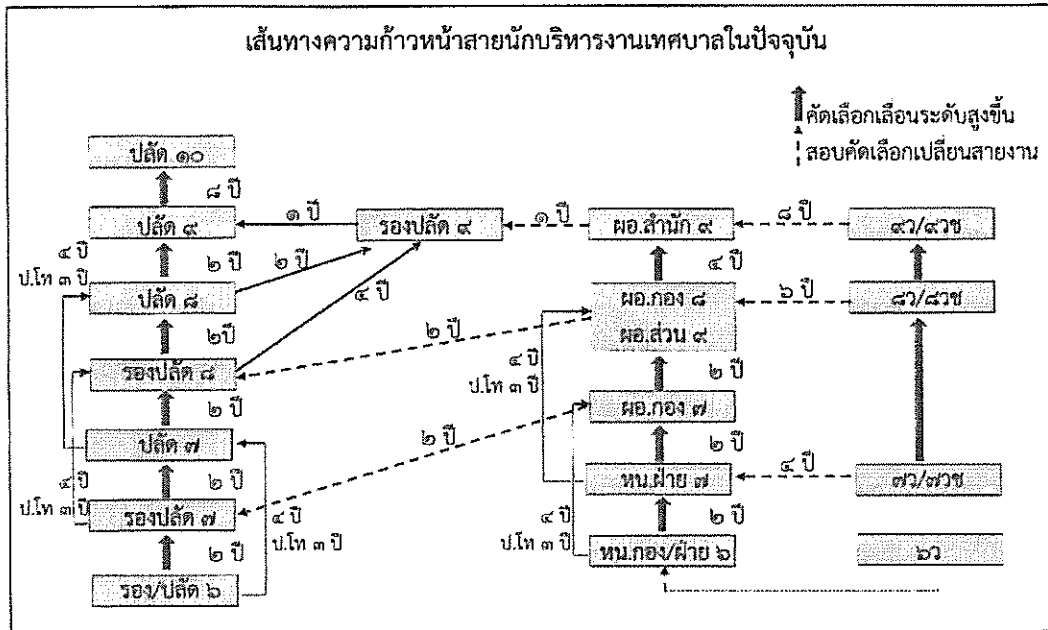 เส้นทางความก้าวหน้าสายนักบริหารงานเทศบาลในปัจจุบัน
คัดเลือกเลื่อนระดับสูงขึ้น
สอบคัดเลือกเปลี่ยนสายงาน
ปลัด ๑๐
๘ ปี
ปลัด ๙
๑ ปี
รองปลัด ๙
๑ ปี
ผอ.สำนัก ๙
๘ ปี
๙ว/๙วช
๔ ปี
ป.โท ๓ ปี
๒ ปี
๒ ปี
๔ ปี
๔ ปี
ปลัด ๘
ผอ.กอง ๘
ผอ.ส่วน ๙
๖ ปี
๘ว/๘วช
๒ปี
๒ ปี
๔ ปี
ป.โท ๓ ปี
๒ ปี
รองปลัด ๘
๒ ปี
ผอ.กอง ๗
ปลัด ๗
๒ ปี
๒ ปี
๔ ปี
ป.โท ๓ ปี
๒ ปี
หน.ฝ่าย ๗
๔ ปี
๗ว/๗วช
รองปลัด ๗
๔ ปี
ป.โท ๓ ปี
๔ ปี
ป.โท ๓ ปี
๒ ปี
๒ ปี
หน.กอง/ฝ่าย ๖
๖ว
รอง/ปลัด ๖